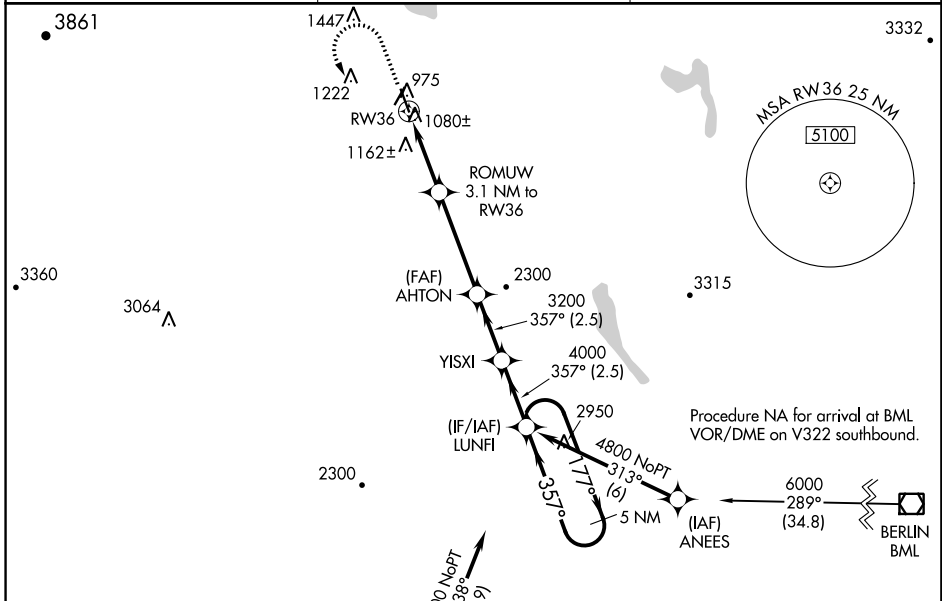 3861
1447
3332
1222
975
RW36
1080±
1162±
MSA RW36 25 NM
5100
ROMUW
3.1 NM to
RW36
3360
3064
(FAF)
AHTON
2300
3315
3200
357° (2.5)
YISXI
4000
357° (2.5)
(IF/IAF)
LUNFI
2950
Procedure NA for arrival at BML
VOR/DME on V322 southbound.
4800 NoPT
313°
(6)
177°
357°
2300
5 NM
(IAF)
ANEES
6000
289°
(34.8)
BERLIN
BML
NoPT